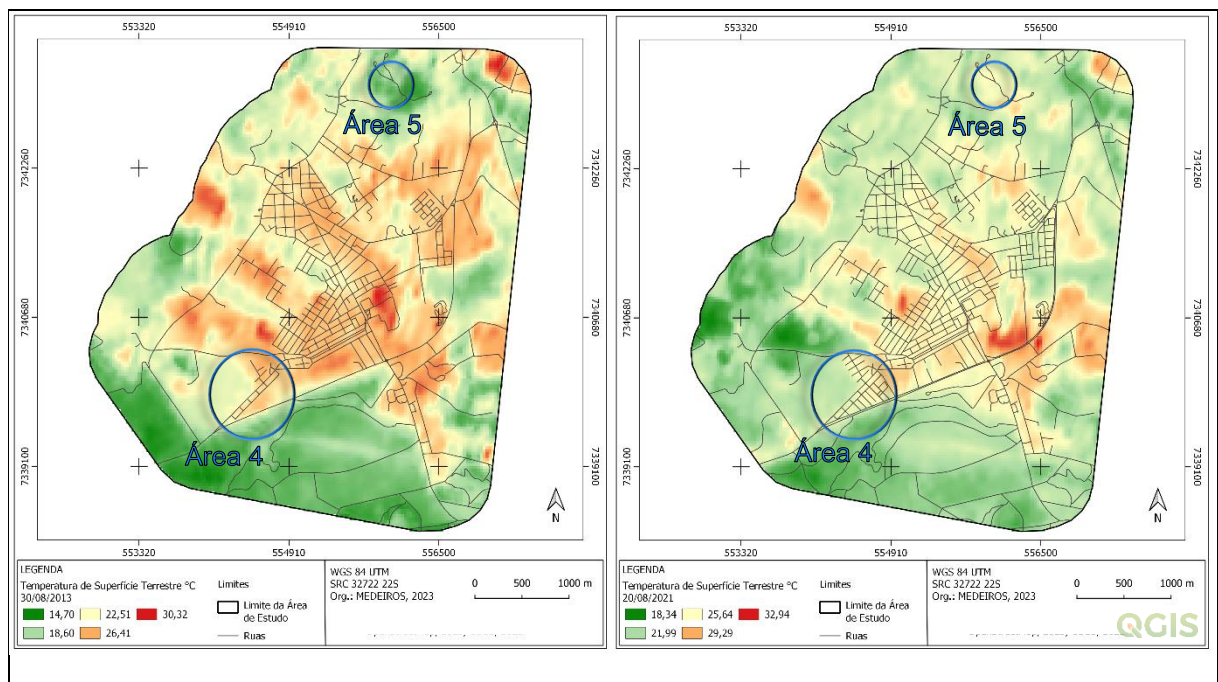 553320 554910 556500
7342260 7342260
7340680 7340680
7339100 7339100
Área 5
Área 4
N
553320 554910 556500
LEGENDA
Temperatura de Superfície Terrestre °C
30/08/2013
14,70 22,51 30,32
18,60 26,41
Limites
Limite da Área
de Estudo
Ruas
WGS 84 UTM
SRC 32722 22S
Org.: MEDEIROS, 2023
0 500 1000 m
553320 554910 556500
7342260 7342260
7340680 7340680
7339100 7339100
Área 5
Área 4
N
553320 554910 556500
LEGENDA
Temperatura de Superfície Terrestre °C
20/08/2021
18,34 25,64 32,94
21,99 29,29
Limites
Limite da Área
de Estudo
Ruas
WGS 84 UTM
SRC 32722 22S
Org.: MEDEIROS, 2023
0 500 1000 m
QGIS